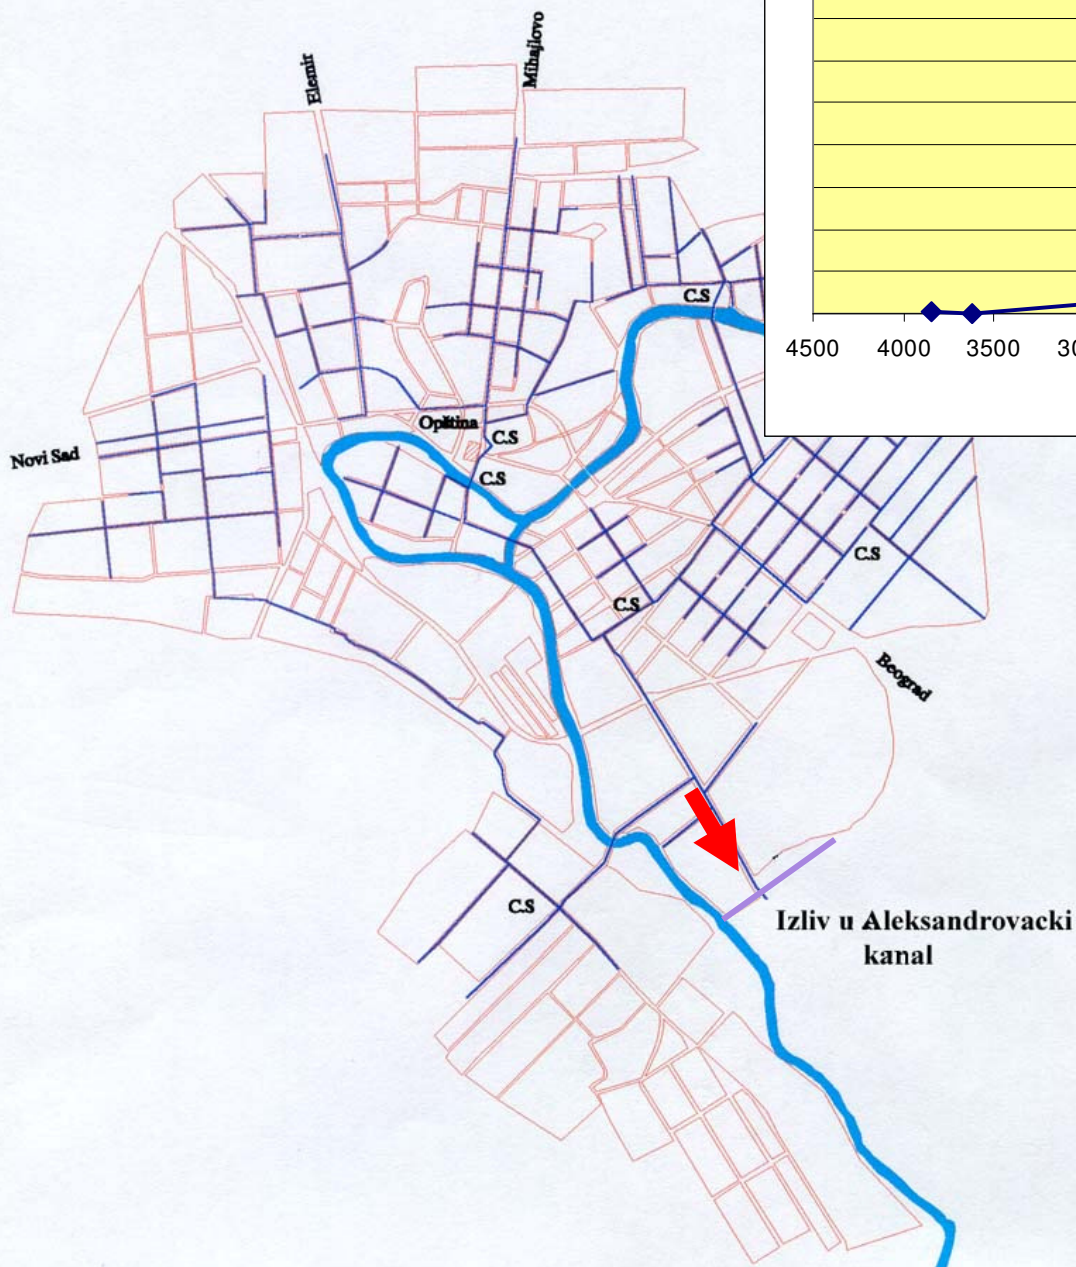 Elemir
Mihajlovo
C.S
4500 4000 3500
Opština
C.S
C.S
Novi Sad
C.S
C.S
Beograd
C.S
Izliv u Aleksandrovacki
kanal